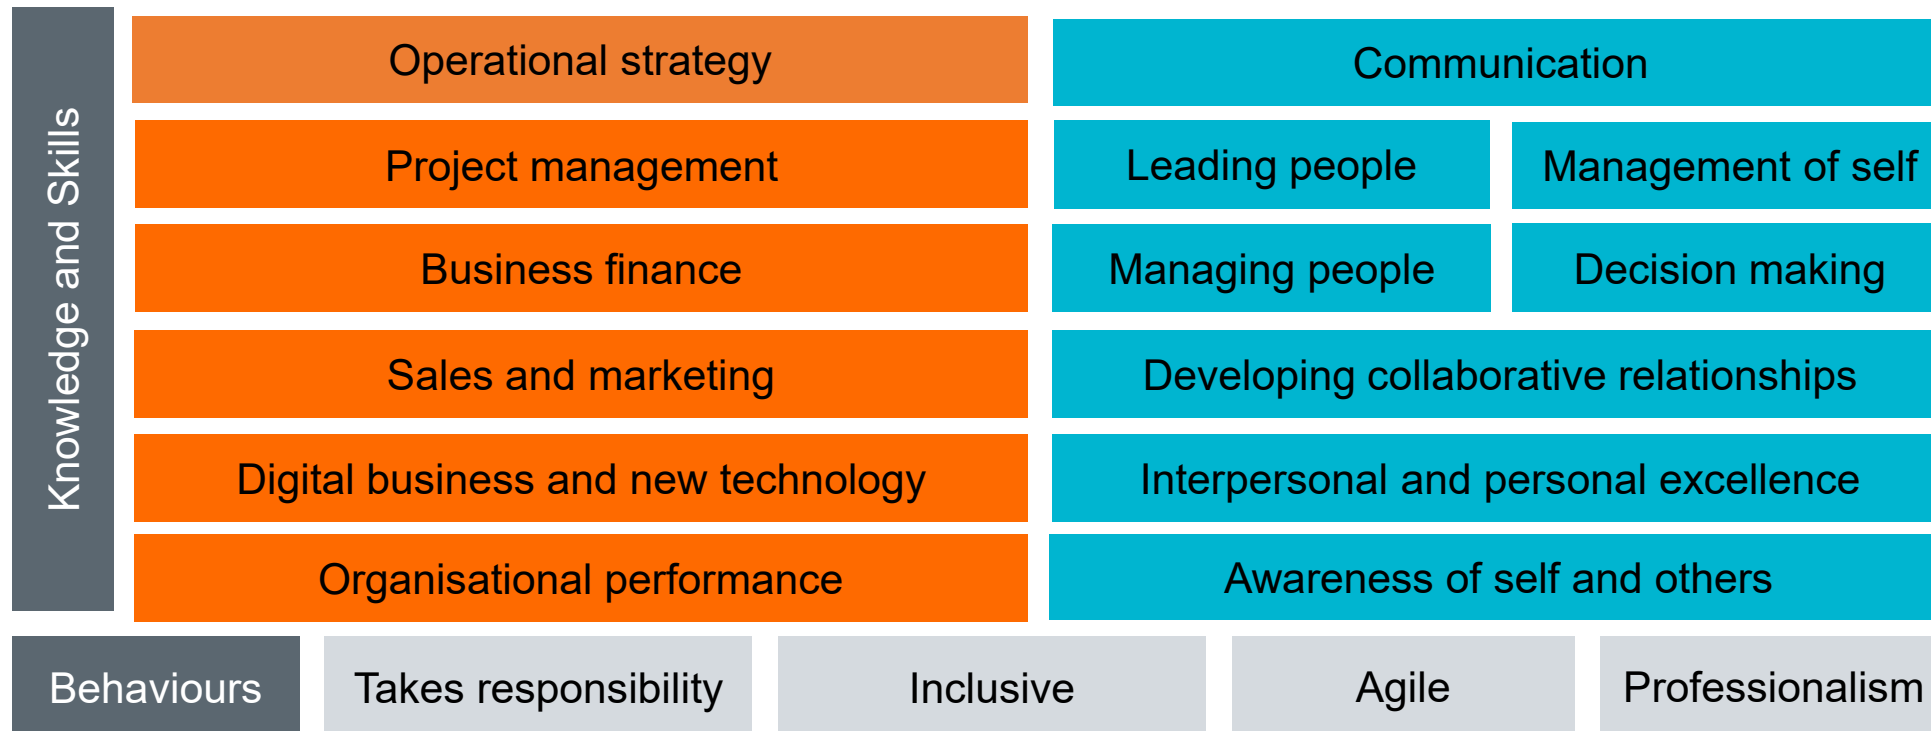 Knowledge and Skills
Operational strategy
Project management
Business finance
Sales and marketing
Digital business and new technology
Organisational performance
Communication
Leading people
Management of self
Managing people
Decision making
Developing collaborative relationships
Interpersonal and personal excellence
Awareness of self and others
Behaviours
Takes responsibility
Inclusive
Agile
Professionalism